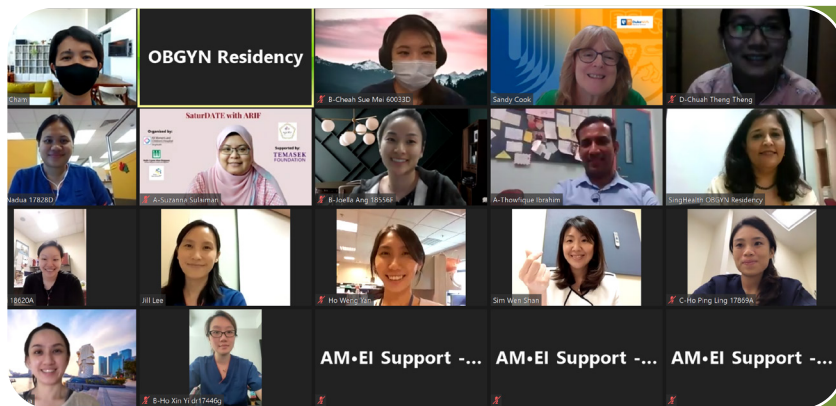 Cham
OBGYN Residency
B-Cheah Sue Mei 60033D
Sandy Cook
D-Chuah Theng Theng
Nadua 17828D
SaturDATE with ARIF
Organized by:
Supported by:
TEMASEK
FOUNDATION
A-Suzanna Sulaiman
B-Joella Ang 18558F
A-Thowfique Ibrahim
SingHealth OBGYN Residency
18620A
Jill Lee
Ho Weng Yan
Sim Wen Shan
C-Ho Ping Ling 17869A
B-Ho Xin Yi dr17446g
AM•EI Support -...
AM•EI Support -...
AM•EI Support -...